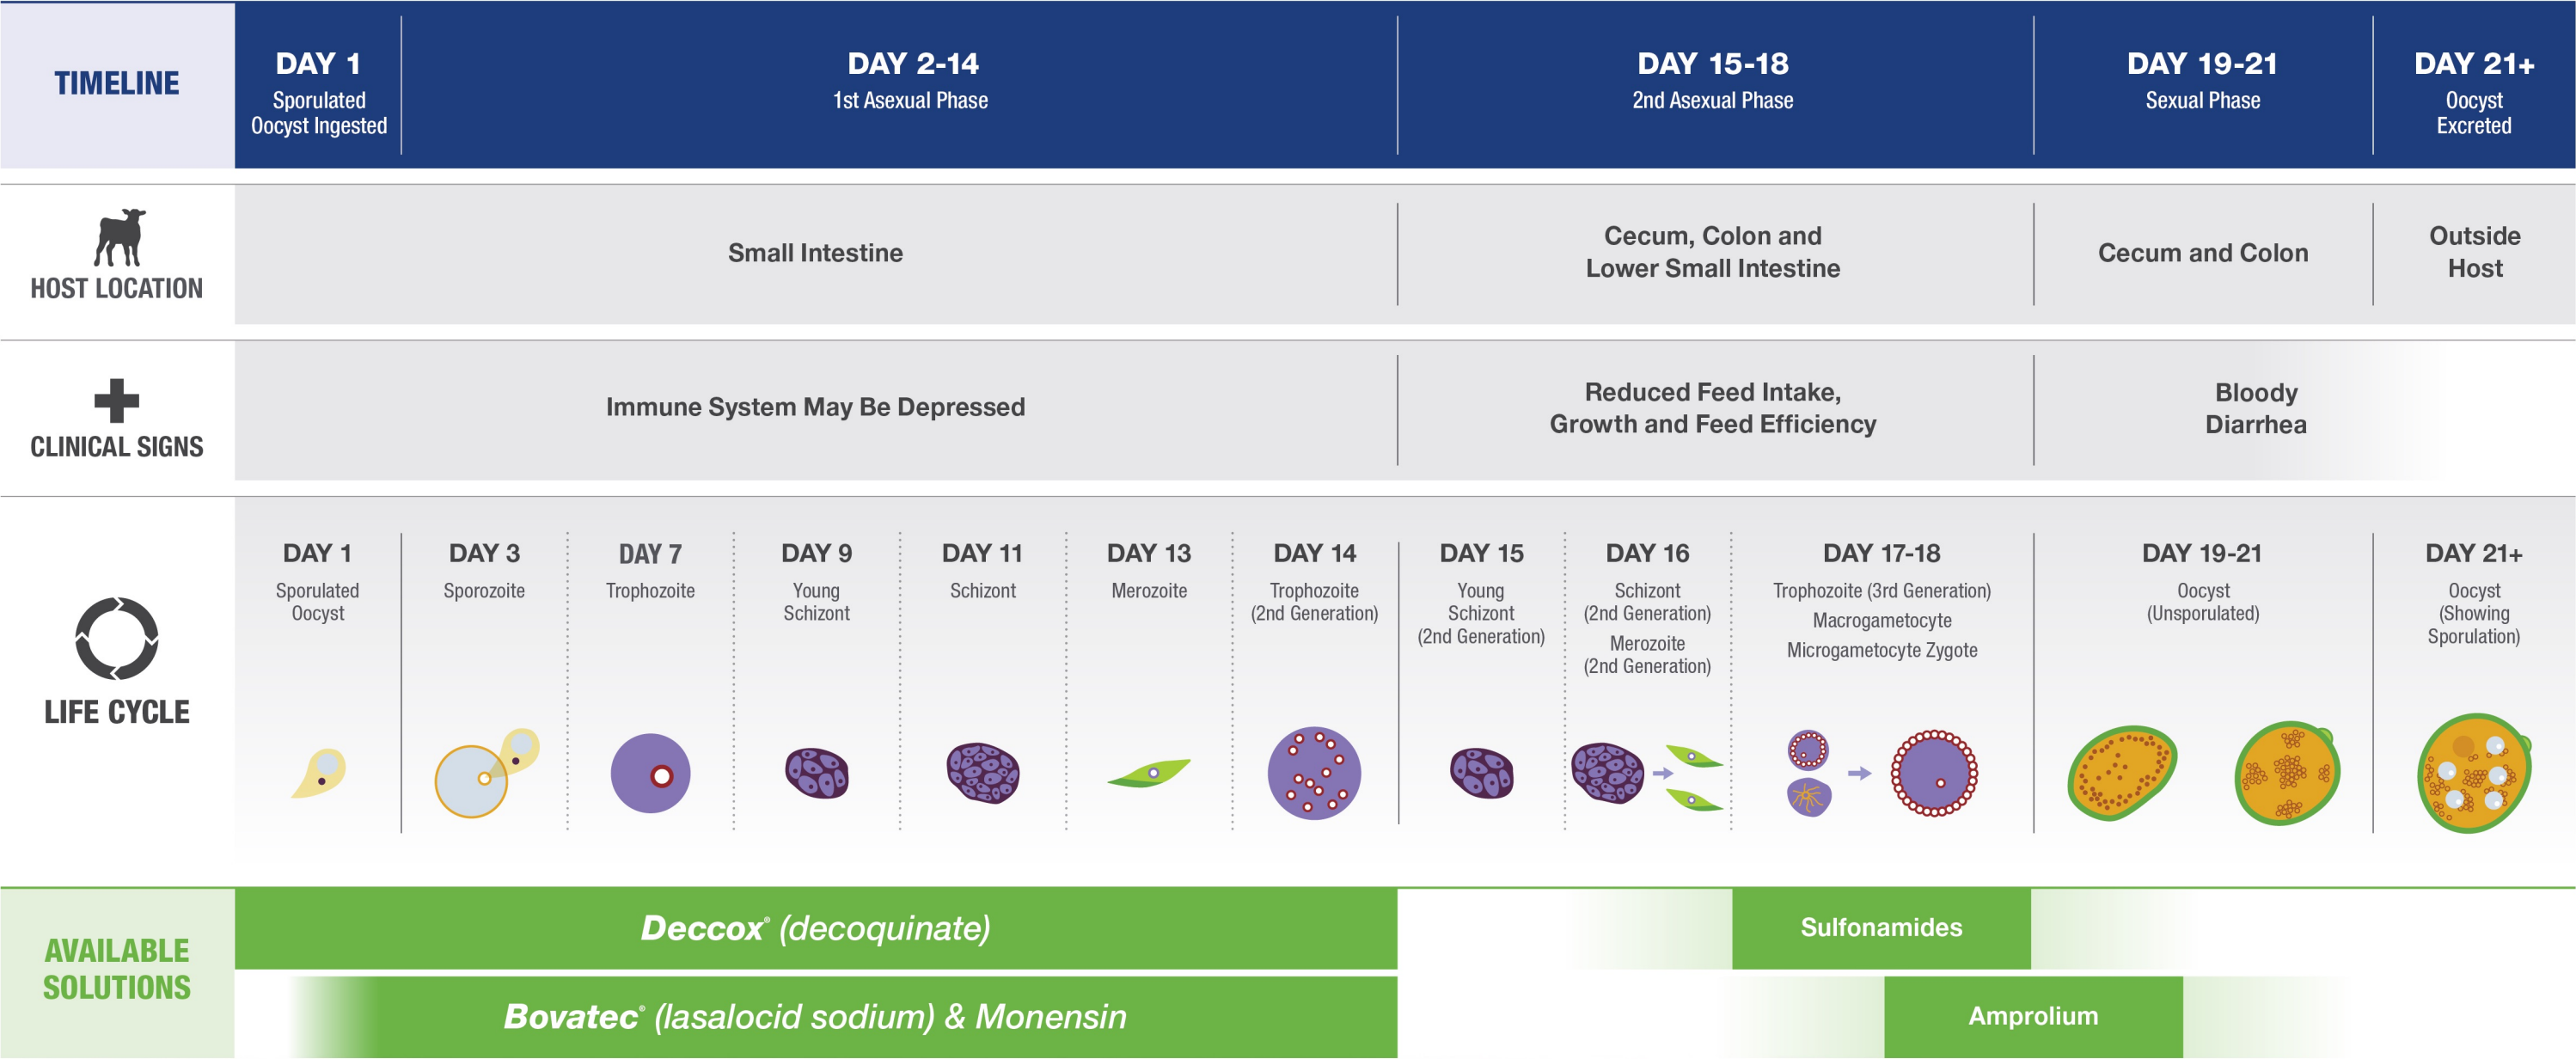 TIMELINE
DAY 1
Sporulated
Oocyst Ingested
DAY 2-14
1st Asexual Phase
DAY 15-18
2nd Asexual Phase
DAY 19-21
Sexual Phase
DAY 21+
Oocyst
Excreted
HOST LOCATION
Small Intestine
Cecum, Colon and
Lower Small Intestine
Cecum and Colon
Outside
Host
CLINICAL SIGNS
Immune System May Be Depressed
Reduced Feed Intake,
Growth and Feed Efficiency
Bloody
Diarrhea
LIFE CYCLE
DAY 1
Sporulated
Oocyst
DAY 3
Sporozoite
DAY 7
Trophozoite
DAY 9
Young
Schizont
DAY 11
Schizont
DAY 13
Merozoite
DAY 14
Trophozoite
(2nd Generation)
DAY 15
Young
Schizont
(2nd Generation)
DAY 16
Schizont
(2nd Generation)
Merozoite
(2nd Generation)
DAY 17-18
Trophozoite (3rd Generation)
Macrogametocyte
Microgametocyte Zygote
DAY 19-21
Oocyst
(Unsporulated)
DAY 21+
Oocyst
(Showing
Sporulation)
AVAILABLE
SOLUTIONS
Deccox® (decoquinate)
Sulfonamides
Bovatec® (lasalocid sodium) & Monensin
Amprolium